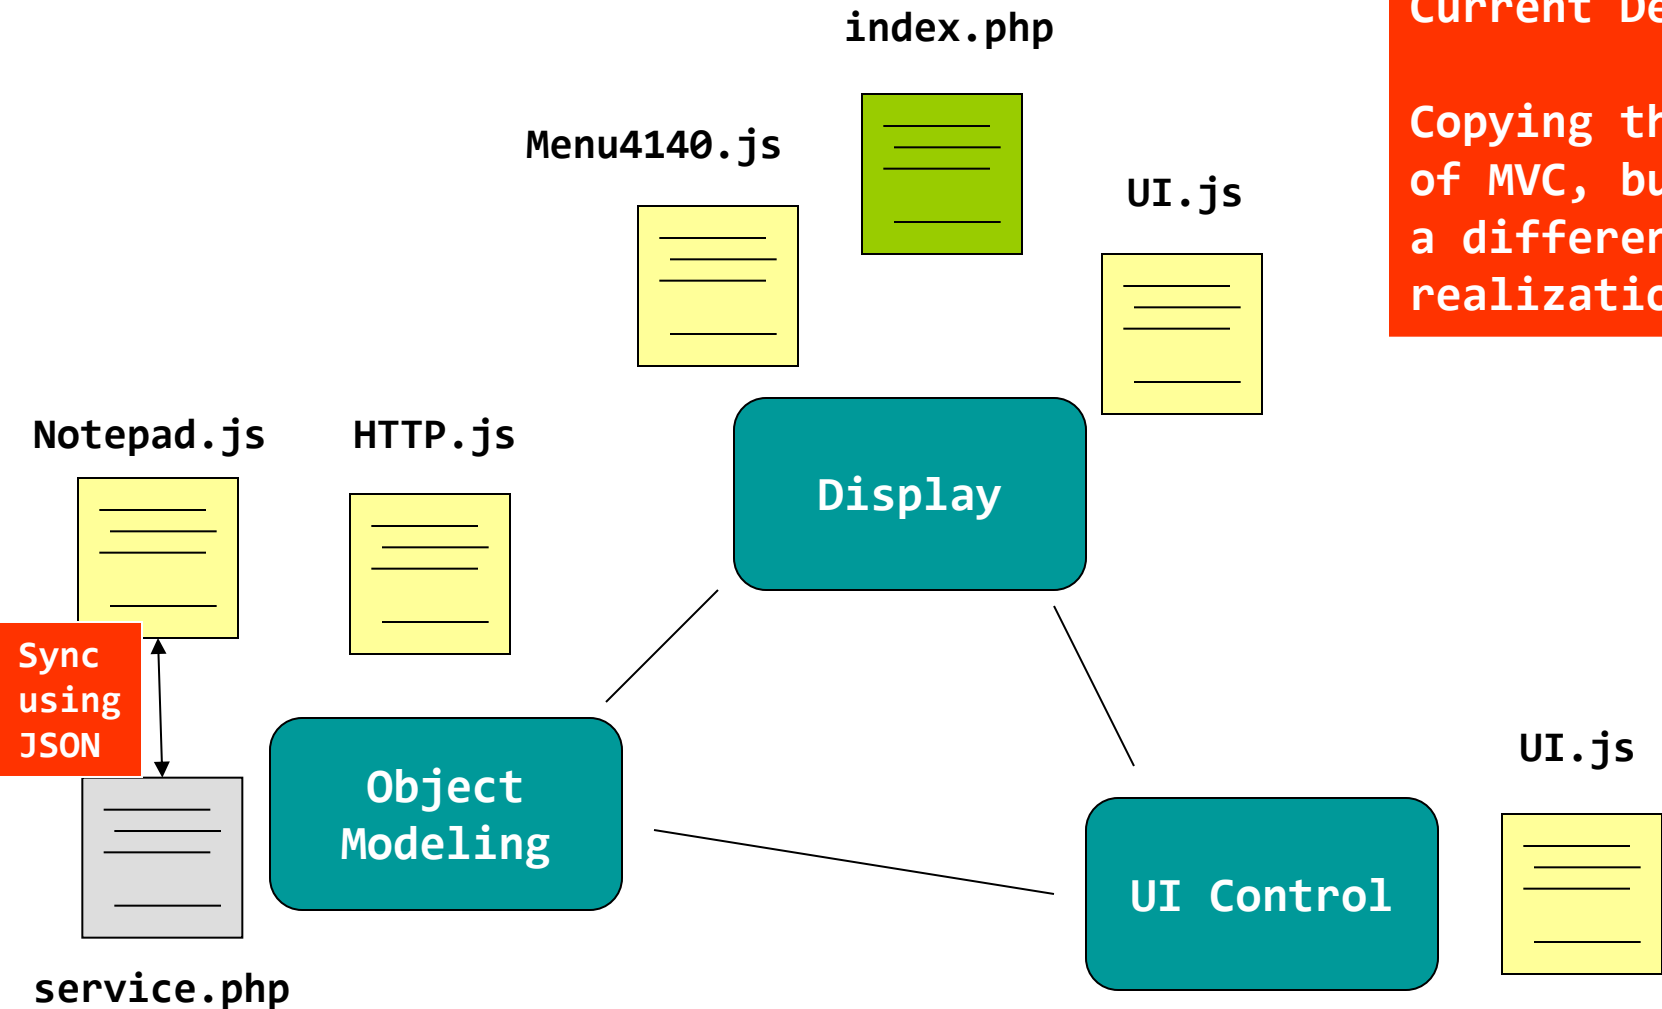 index.php
Current
Copying
of MVC,
a
Menu4140.js
UI.js
Notepad.js
HTTP.js
Display
Sync
using
JSON
Object
Modeling
UI.js
UI Control
service.php